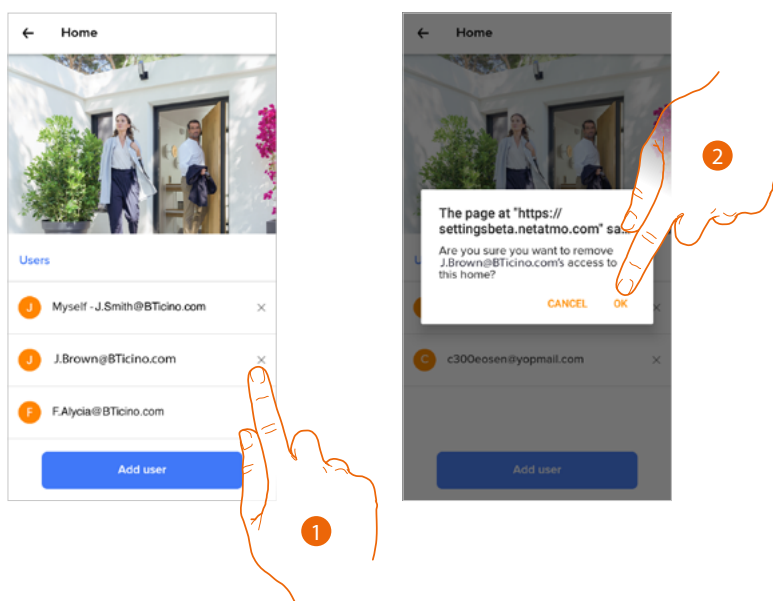 Home
Users
J
Myself - J.Smith@BTicino.com
J
J.Brown@BTicino.com
F
F.Alycia@BTicino.com
Add user
1
Home
The page at "https://
settingsbeta.netatmo.com" sa...
Are you sure you want to remove
J.Brown@BTicino.com's access to
this home?
CANCEL OK
C
c300eosen@yopmail.com
Add user
2